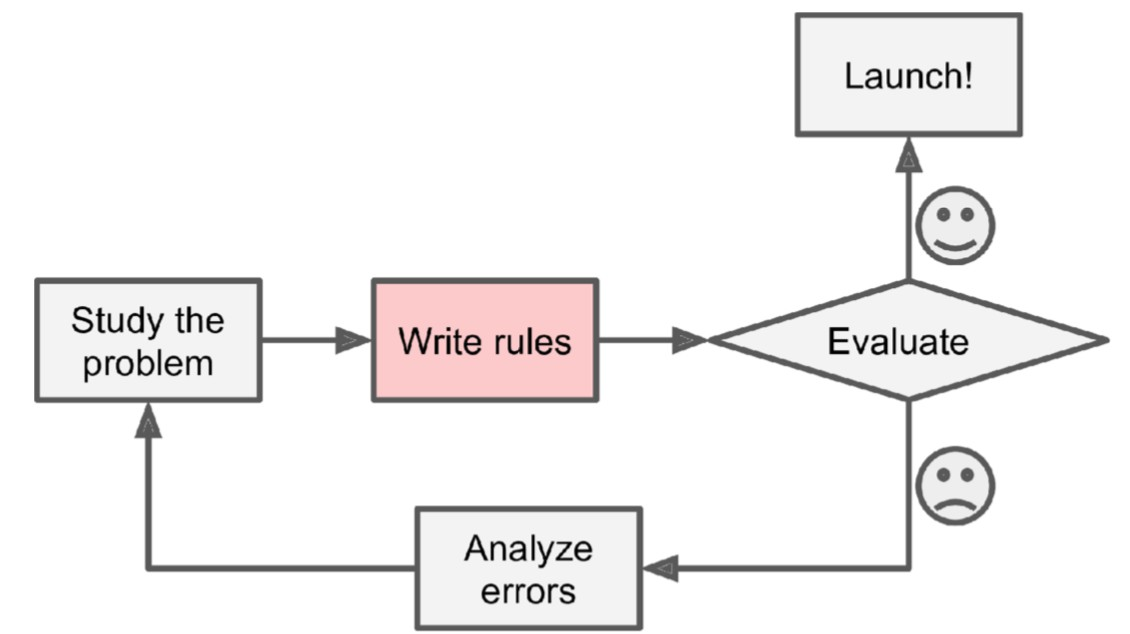 Launch!
Study the
problem
Write rules
Evaluate
Analyze
errors